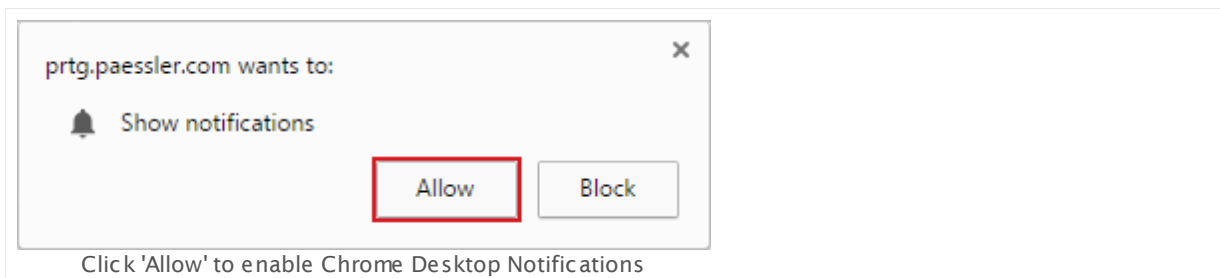 prtg.paessler.com wants to:
Show notifications
Allow Block
Click 'Allow' to enable Chrome Desktop Notifications